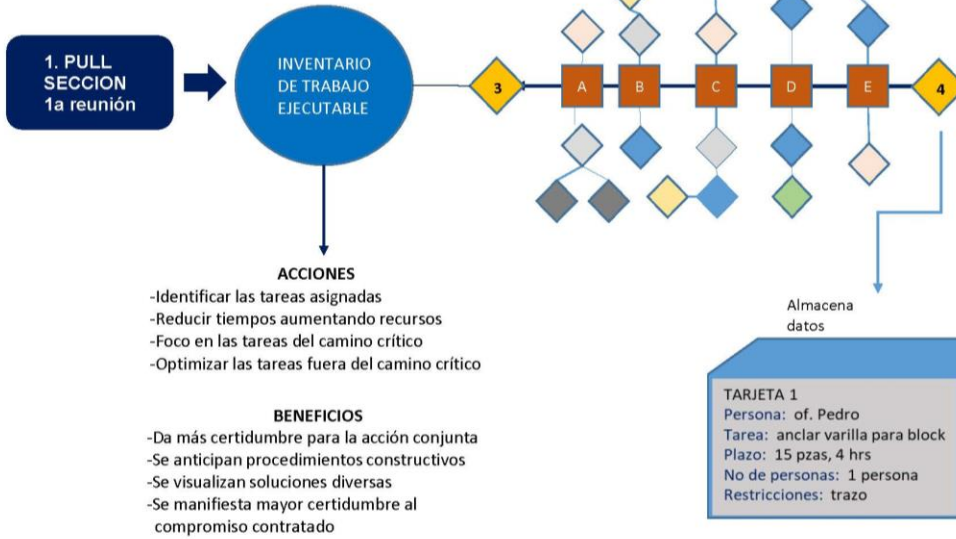 1. PULL
SECCION
1a reunión
INVENTARIO
DE TRABAJO
EJECUTABLE
3
A
B
C
D
E
4
ACCIONES
-Identificar las tareas asignadas
-Reducir tiempos aumentando recursos
-Foco en las tareas del camino crítico
-Optimizar las tareas fuera del camino crítico
BENEFICIOS
-Da más certidumbre para la acción conjunta
-Se anticipan procedimientos constructivos
-Se visualizan soluciones diversas
-Se manifiesta mayor certidumbre al
compromiso contratado
Almacena
datos
TARJETA 1
Persona: of. Pedro
Tarea: anclar varilla para block
Plazo: 15 pzas, 4 hrs
No de personas: 1 persona
Restricciones: trazo